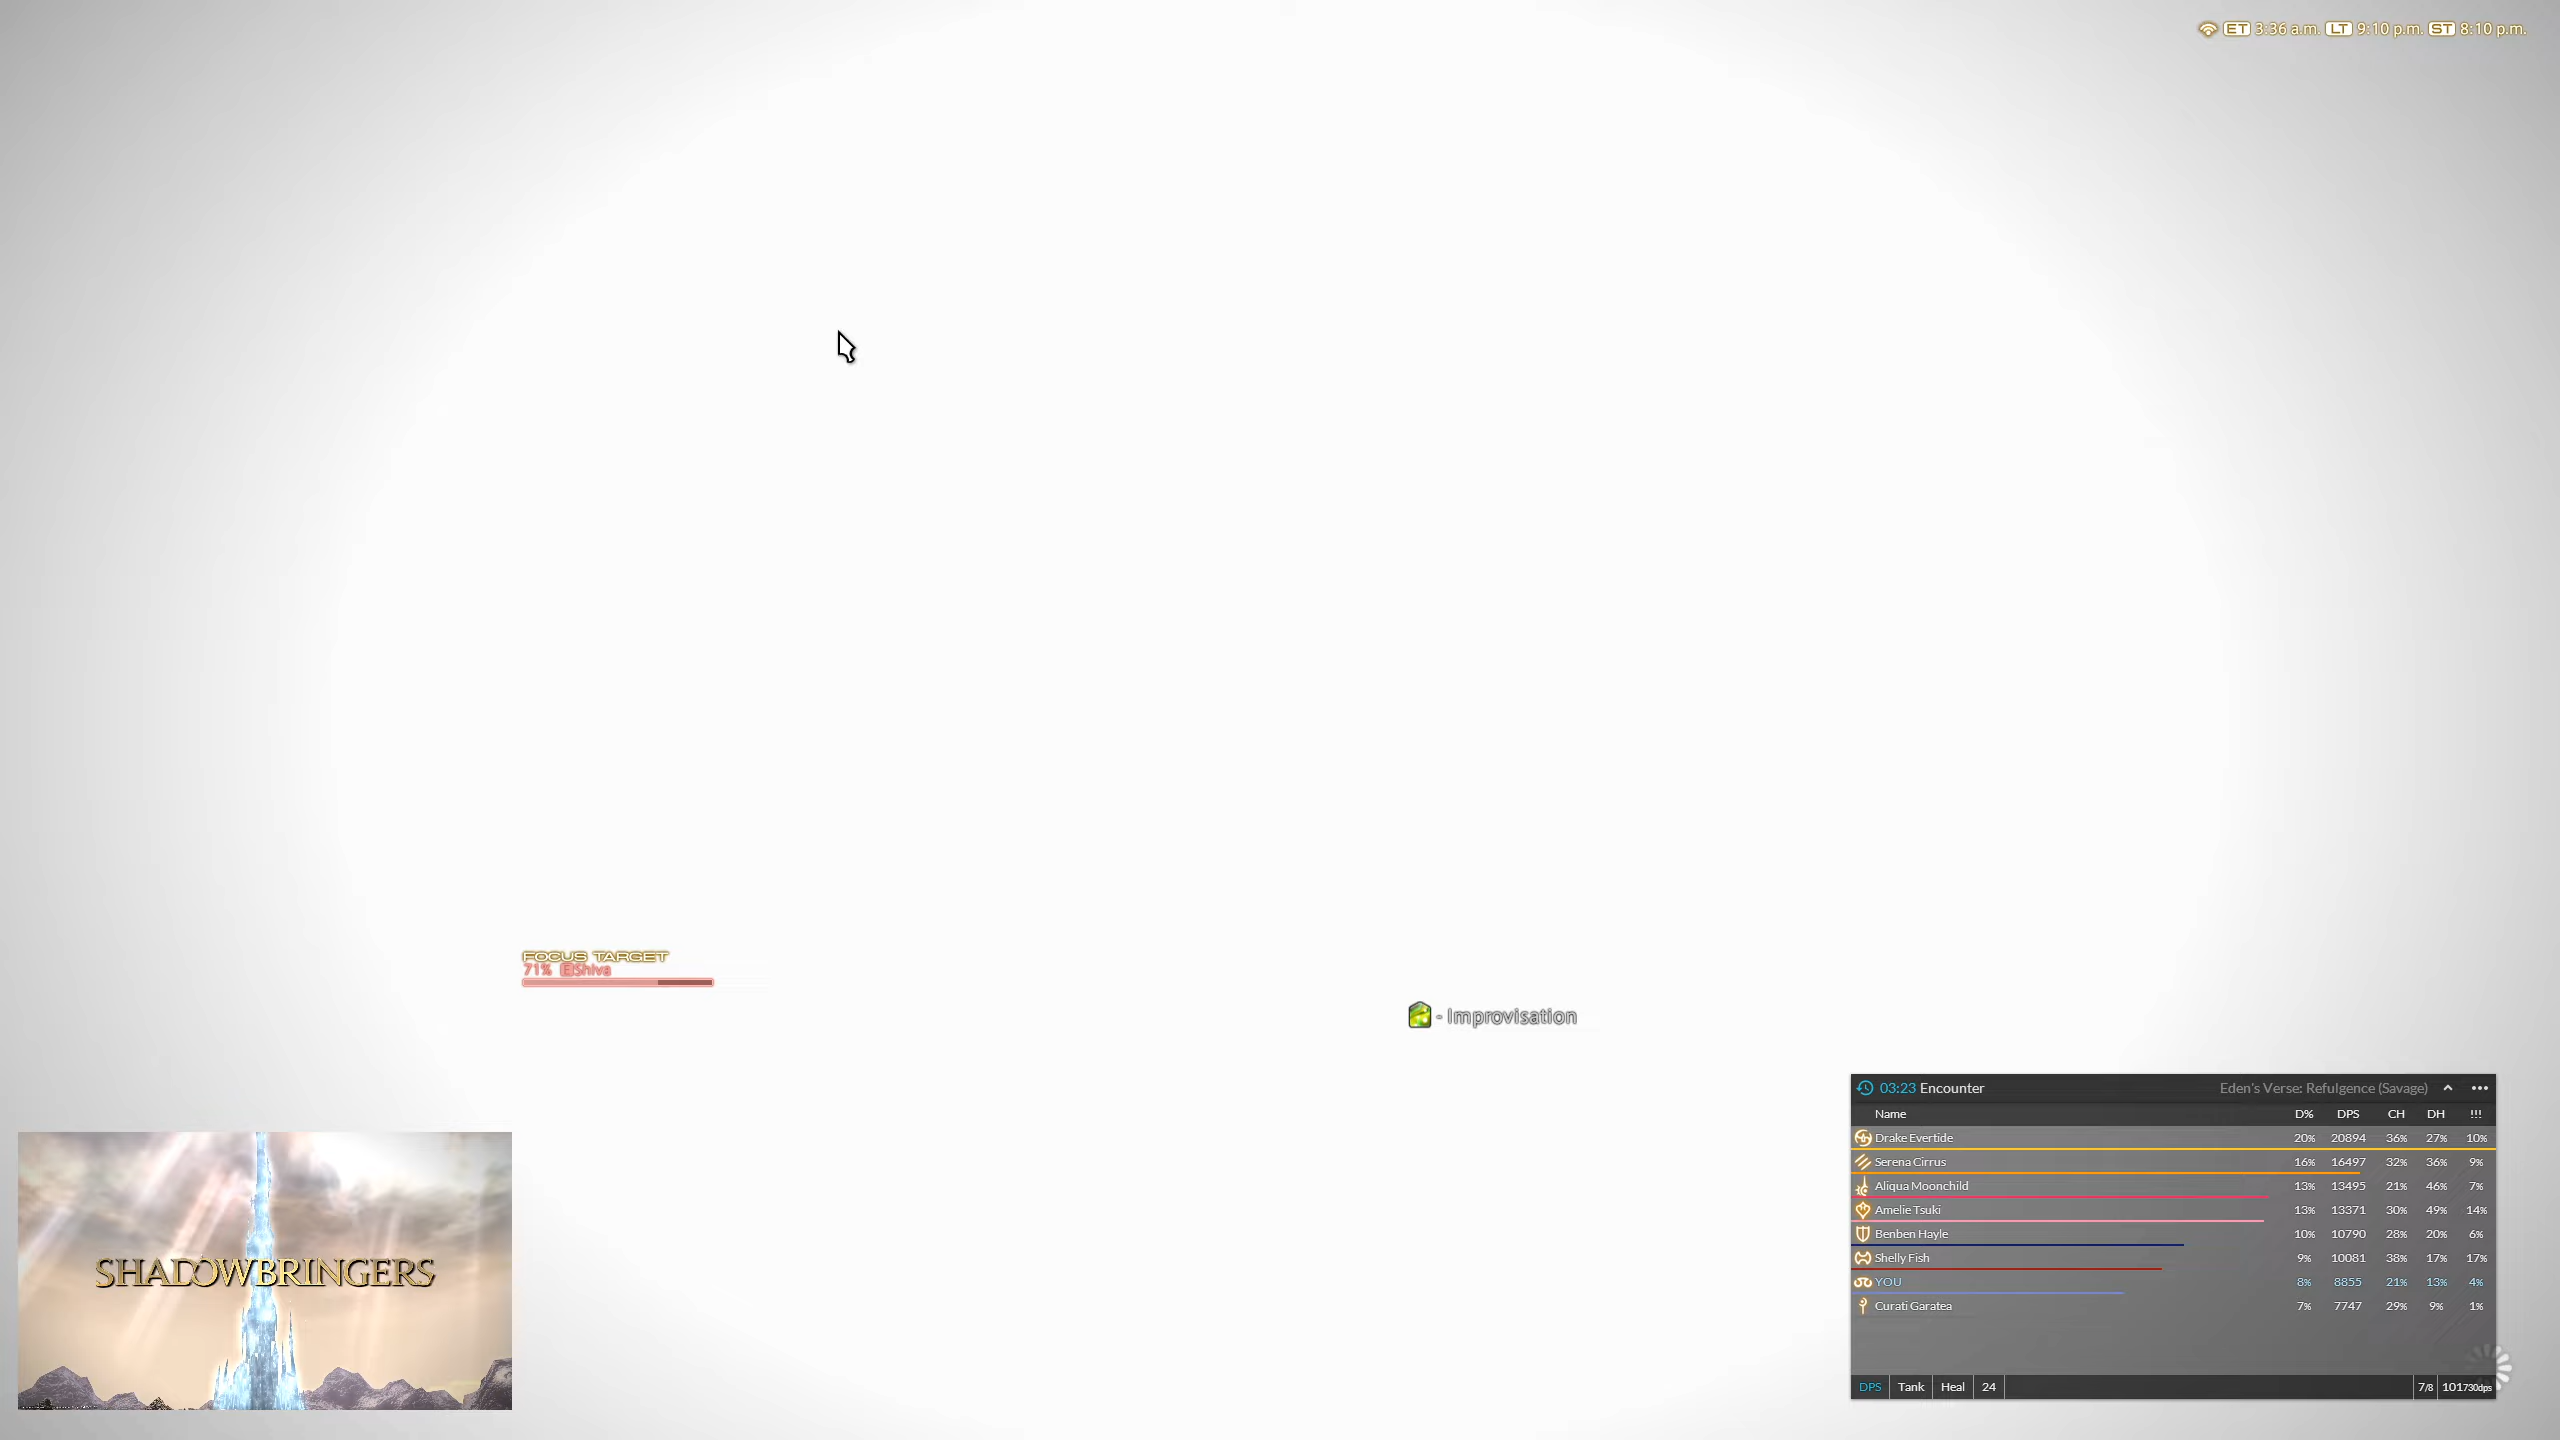 ET 3:36 a.m. LT 9:10 p.m. ST 8:10 p.m.
FOCUS TARGET
71% E Shiva
- Improvisation
03:23 Encounter Eden's Verse: Refulgence (Savage)
Name D% DPS CH DH !!!
Drake Evertide 20% 20894 36% 27% 10%
Serena Cirrus 16% 16497 32% 36% 9%
Aliqua Moonchild 13% 13495 21% 46% 7%
Amelie Tsuki 13% 13371 30% 49% 14%
Benben Hayle 10% 10790 28% 20% 6%
Shelly Fish 9% 10081 38% 17% 17%
YOU 8% 8855 21% 13% 4%
Curati Garatea 7% 7747 29% 9% 1%
DPS Tank Heal 24 7/8 101730dps
SHADOWBRINGERS